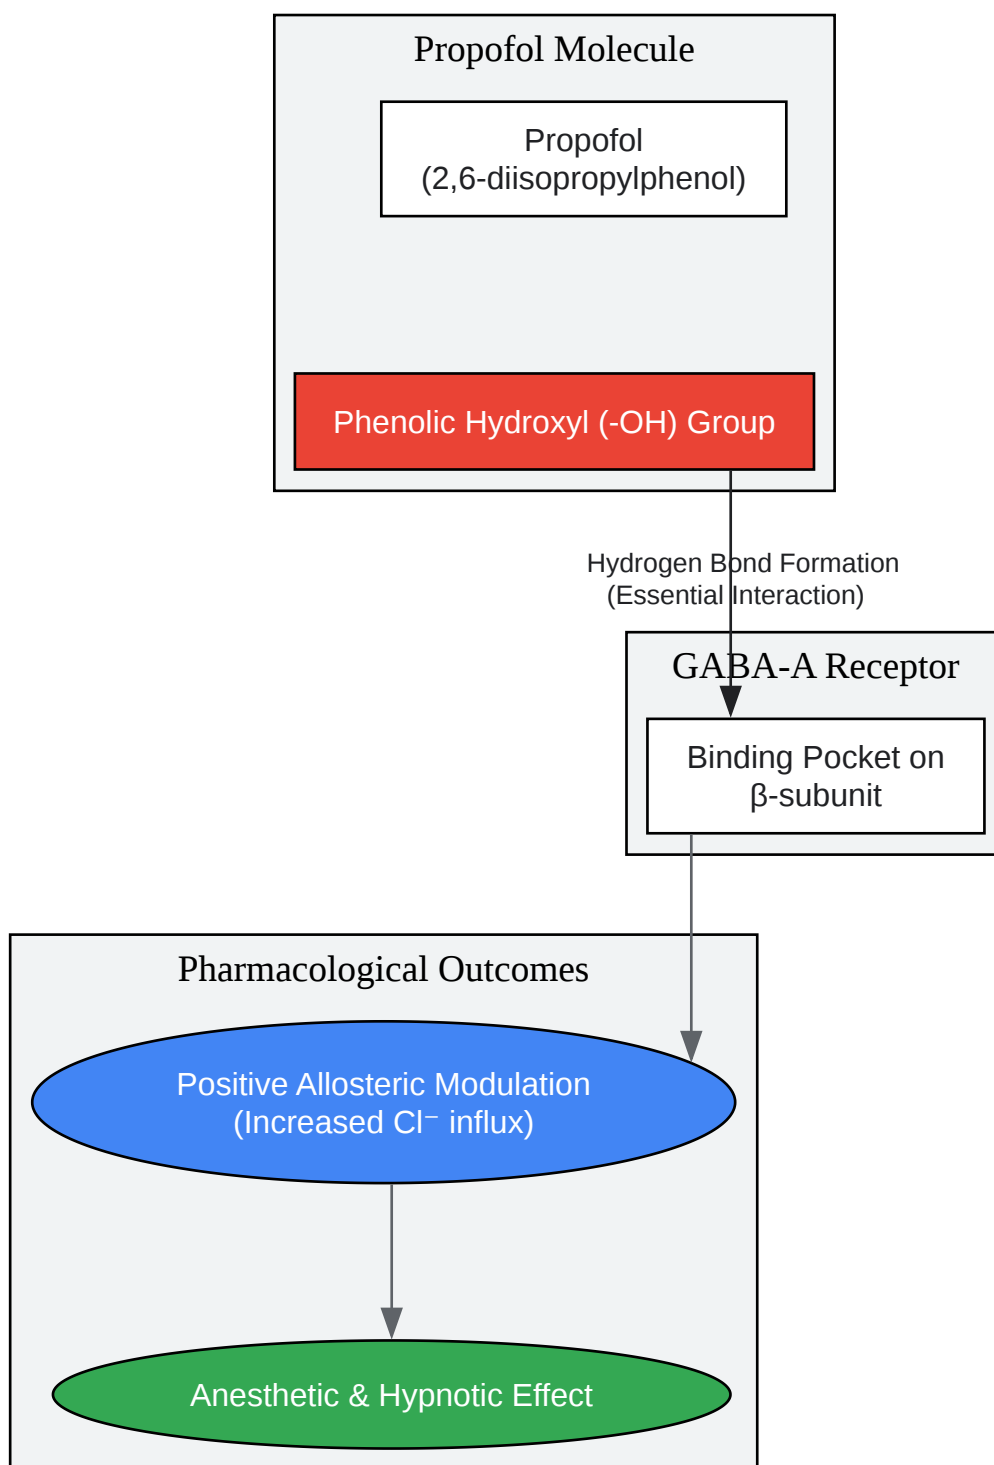 Propofol Molecule
Propofol
(2,6-diisopropylphenol)
Phenolic Hydroxyl (-OH) Group
Hydrogen Bond Formation
(Essential Interaction)
GABA-A Receptor
Binding Pocket on
β-subunit
Pharmacological Outcomes
Positive Allosteric Modulation
(Increased Cl⁻ influx)
Anesthetic & Hypnotic Effect